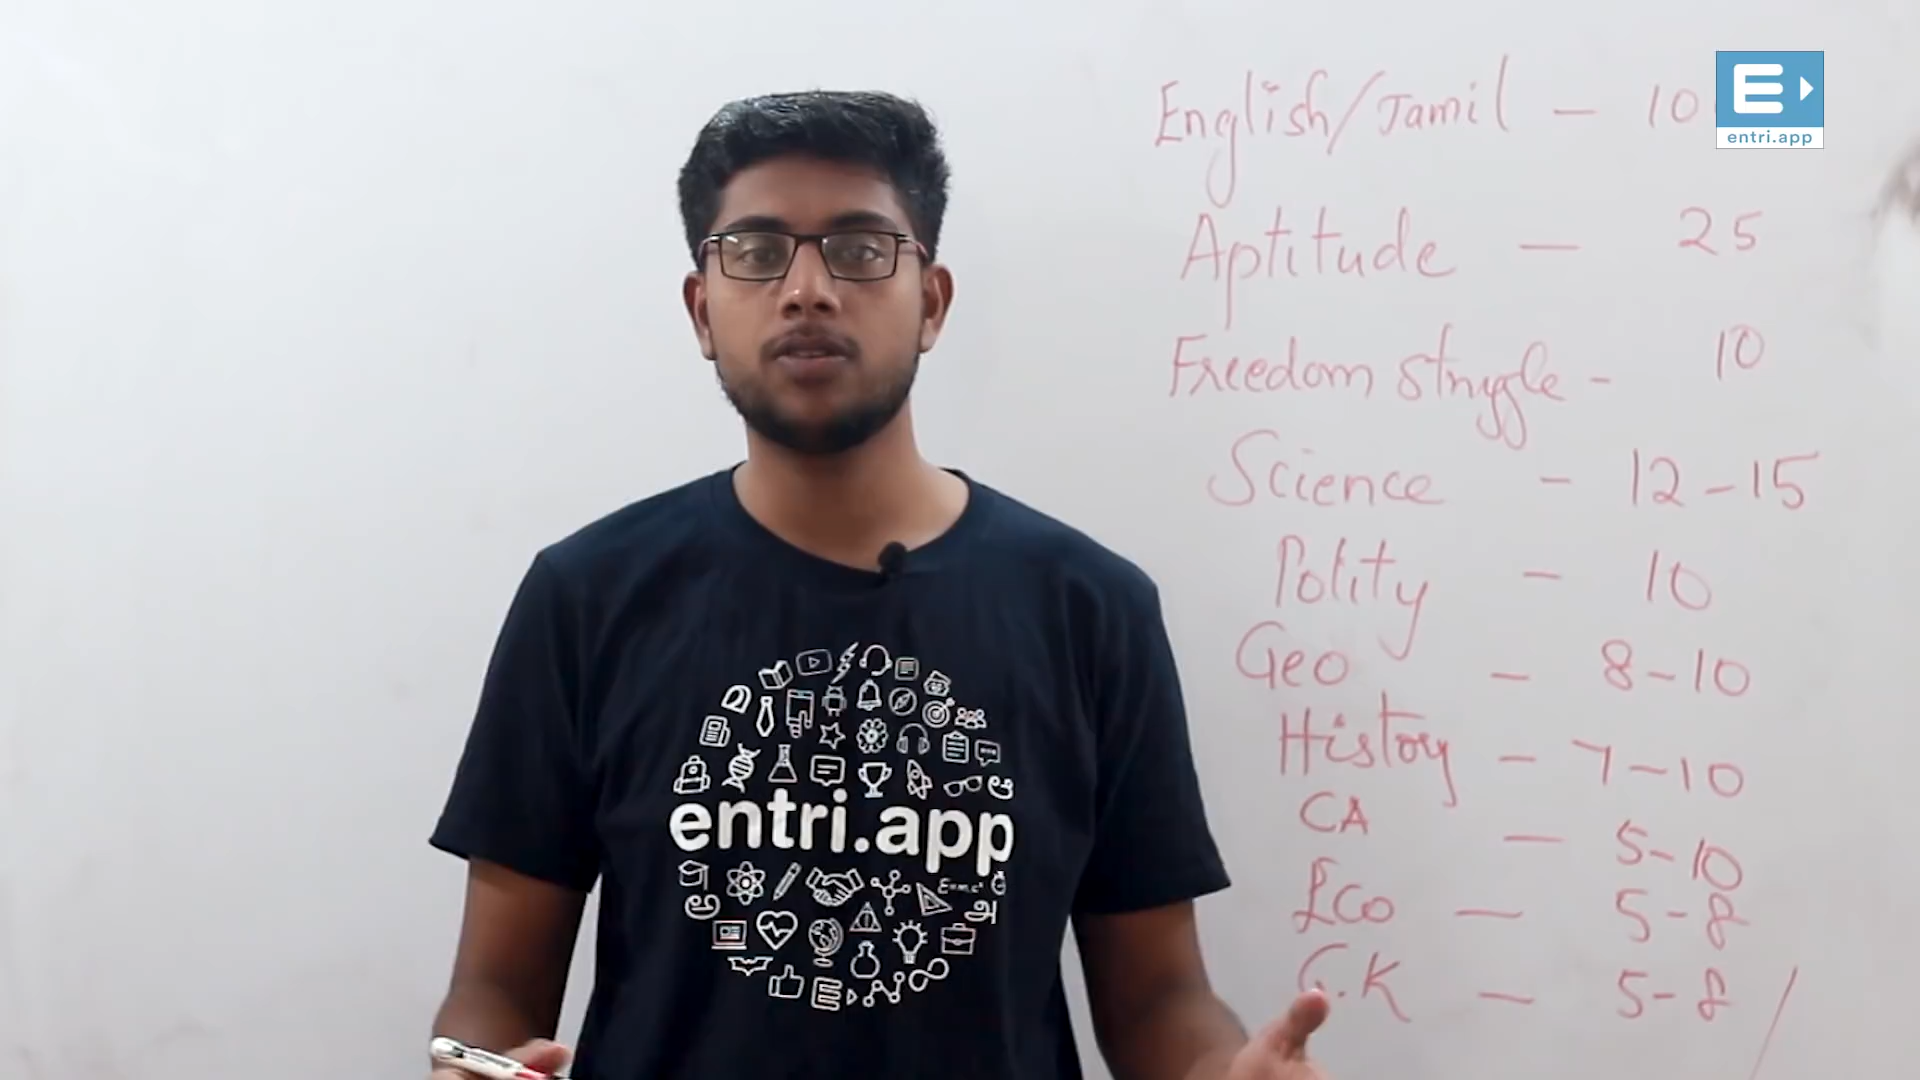 English/Tamil - 10
E
entri.app
Aptitude - 25
Freedom struggle - 10
Science - 12-15
Polity - 10
Geo - 8-10
History - 7-10
CA - 5-10
Eco - 5-8
G.K - 5-8
entri.app
E=mc²